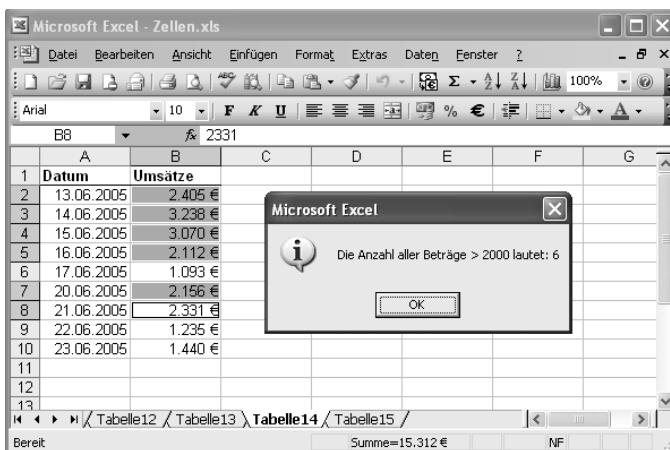 Microsoft Excel - Zellen.xls
Datei Bearbeiten Ansicht Einfügen Format Extras Daten Fenster ?
Σ 100%
Arial 10 F K U % € A
B8 fx 2331
A B C D E F G
1 Datum Umsätze
2 13.06.2005 2.405 €
3 14.06.2005 3.238 €
4 15.06.2005 3.070 €
5 16.06.2005 2.112 €
6 17.06.2005 1.093 €
7 20.06.2005 2.156 €
8 21.06.2005 2.331 €
9 22.06.2005 1.235 €
10 23.06.2005 1.440 €
11
12
13
Microsoft Excel
Die Anzahl aller Beträge > 2000 lautet: 6
OK
Tabelle12 Tabelle13 Tabelle14 Tabelle15
Bereit Summe=15.312 € NF